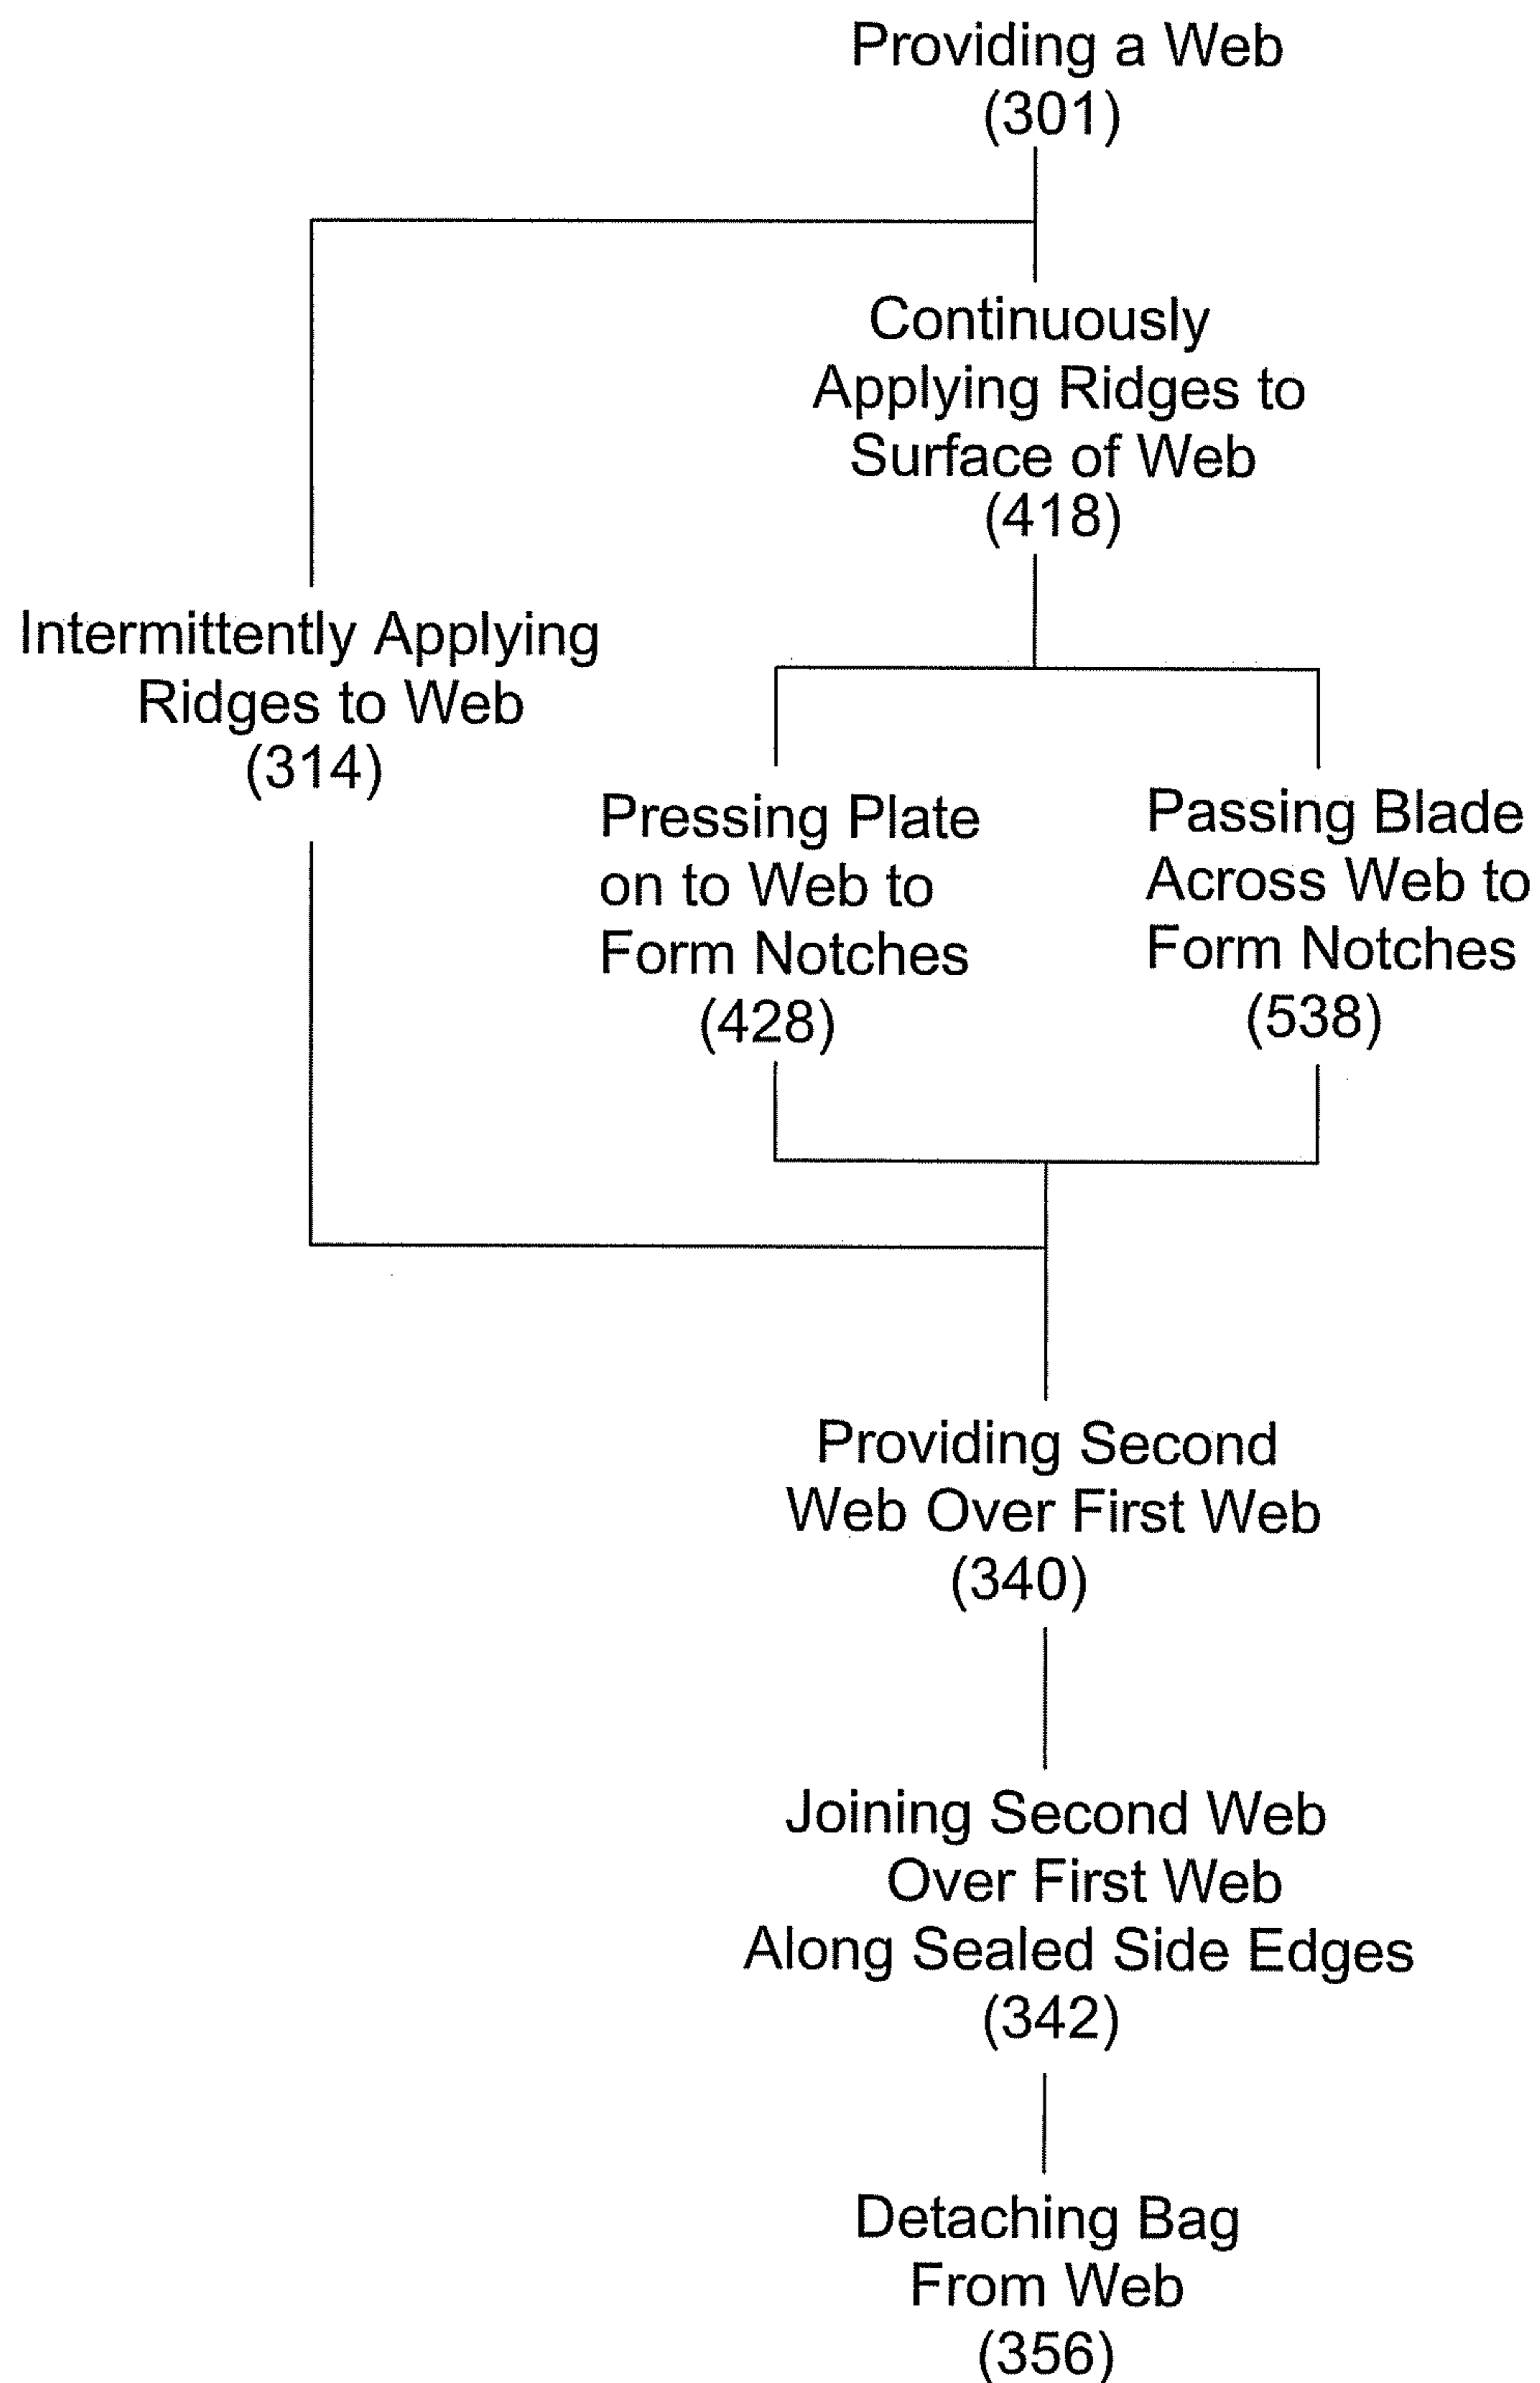 Providing a Web
(301)
Continuously
Applying Ridges to
Surface of Web
(418)
Intermittently Applying
Ridges to Web
(314)
Pressing Plate
on to Web to
Form Notches
(428)
Passing Blade
Across Web to
Form Notches
(538)
Providing Second
Web Over First Web
(340)
Joining Second Web
Over First Web
Along Sealed Side Edges
(342)
Detaching Bag
From Web
(356)